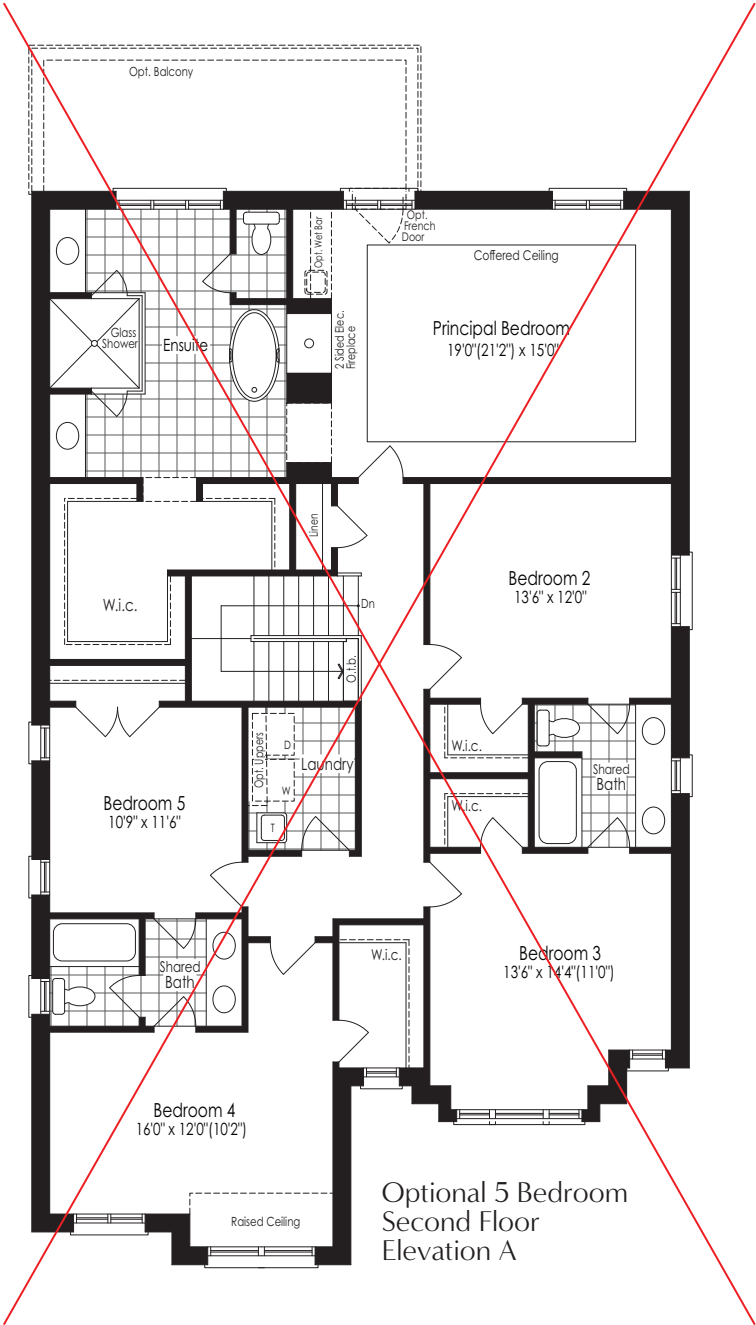 Opt. Balcony
Opt. Wet Bar
Opt.
French
Door
Coffered Ceiling
Glass
Shower
Ensuite
2 Sided Elec.
Fireplace
Principal Bedroom
19'0"(21'2") x 15'0"
Linen
W.i.c.
Dn
O.t.b.
Bedroom 2
13'6" x 12'0"
Opt. Uppers
D
W
T
Laundry
W.i.c.
W.i.c.
Shared
Bath
Bedroom 5
10'9" x 11'6"
Shared
Bath
W.i.c.
Bedroom 3
13'6" x 14'4"(11'0")
Bedroom 4
16'0" x 12'0"(10'2")
Raised Ceiling
Optional 5 Bedroom
Second Floor
Elevation A